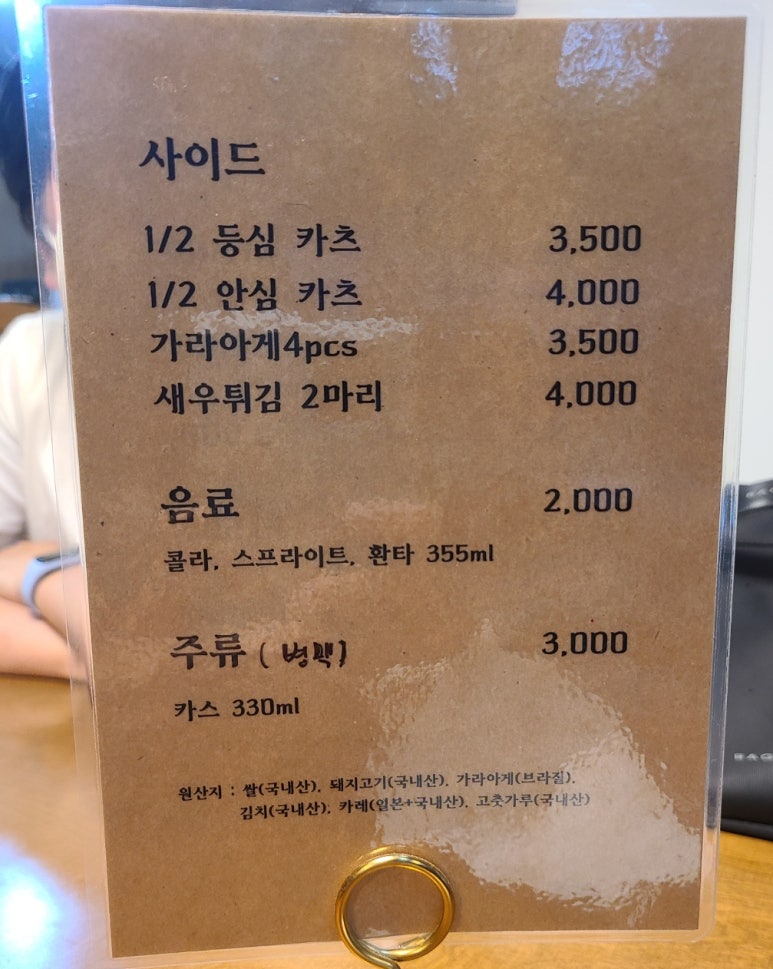 사이드
1/2 등심 카츠 3,500
1/2 안심 카츠 4,000
가라아게4pcs 3,500
새우튀김 2마리 4,000
음료 2,000
콜라, 스프라이트, 환타 355ml
주류 (병맥) 3,000
카스 330ml
원산지 : 쌀(국내산), 돼지고기(국내산), 가라아게(브라질),
김치(국내산), 카레(일본+국내산), 고춧가루(국내산)